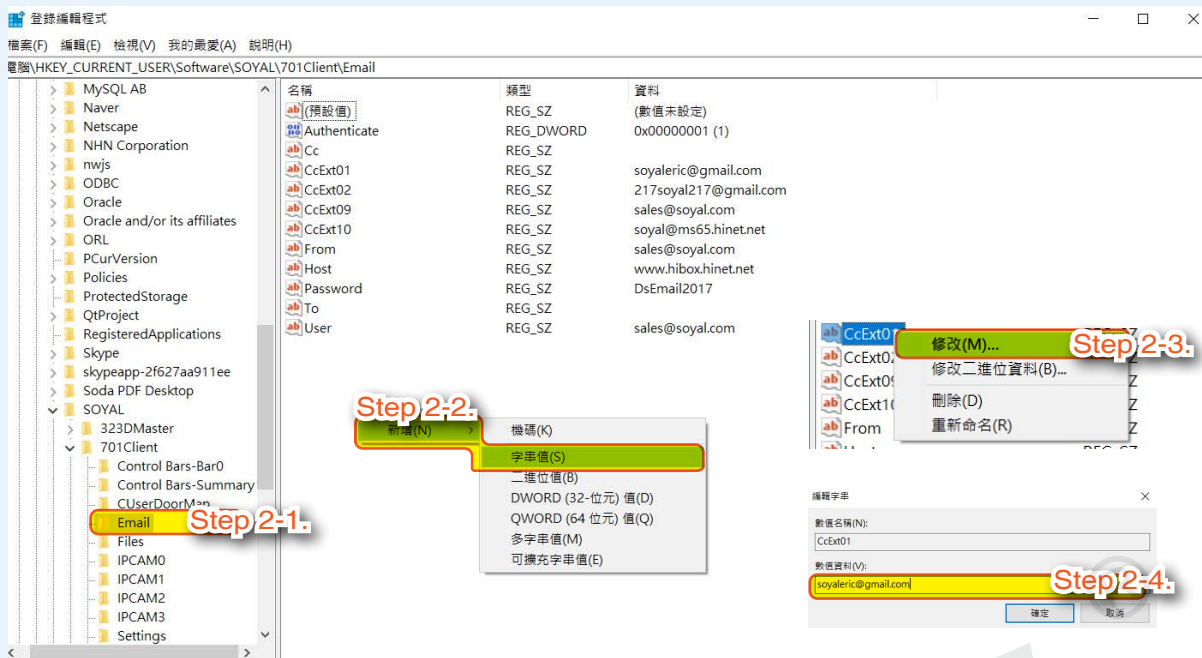 登錄編輯程式
檔案(F) 編輯(E) 檢視(V) 我的最愛(A) 說明(H)
電腦\HKEY_CURRENT_USER\Software\SOYAL\701Client\Email
MySQL AB
Naver
Netscape
NHN Corporation
nwjs
ODBC
Oracle
Oracle and/or its affiliates
ORL
PCurVersion
Policies
ProtectedStorage
QtProject
RegisteredApplications
Skype
skypeapp-2f627aa911ee
Soda PDF Desktop
SOYAL
323DMaster
701Client
Control Bars-Bar0
Control Bars-Summary
CUserDoorMap
Email Step 2-1.
Files
IPCAM0
IPCAM1
IPCAM2
IPCAM3
Settings
名稱 類型 資料
(預設值) REG_SZ (數值未設定)
Authenticate REG_DWORD 0x00000001 (1)
Cc REG_SZ
CcExt01 REG_SZ soyaleric@gmail.com
CcExt02 REG_SZ 217soyal217@gmail.com
CcExt09 REG_SZ sales@soyal.com
CcExt10 REG_SZ soyal@ms65.hinet.net
From REG_SZ sales@soyal.com
Host REG_SZ www.hibox.hinet.net
Password REG_SZ DsEmail2017
To REG_SZ
User REG_SZ sales@soyal.com
Step 2-2.
新增(N)
機碼(K)
字串值(S)
二進位值(B)
DWORD (32-位元) 值(D)
QWORD (64 位元) 值(Q)
多字串值(M)
可擴充字串值(E)
CcExt0
CcExt0
CcExt0
CcExt1
From
修改(M)... Step 2-3.
修改二進位資料(B)...
刪除(D)
重新命名(R)
編輯字串
數值名稱(N):
CcExt01
數值資料(V):
soyaleric@gmail.com Step 2-4.
確定 取消